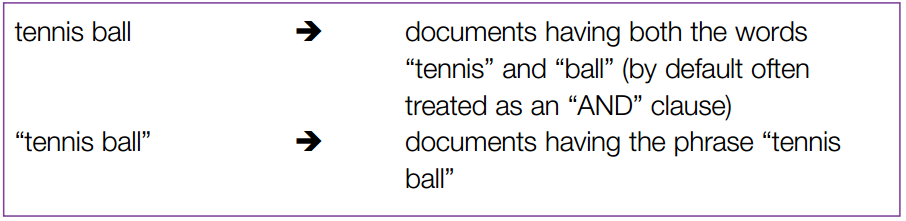 tennis ball ➔ documents having both the words
“tennis” and “ball” (by default often
treated as an “AND” clause)
“tennis ball” ➔ documents having the phrase “tennis
ball”